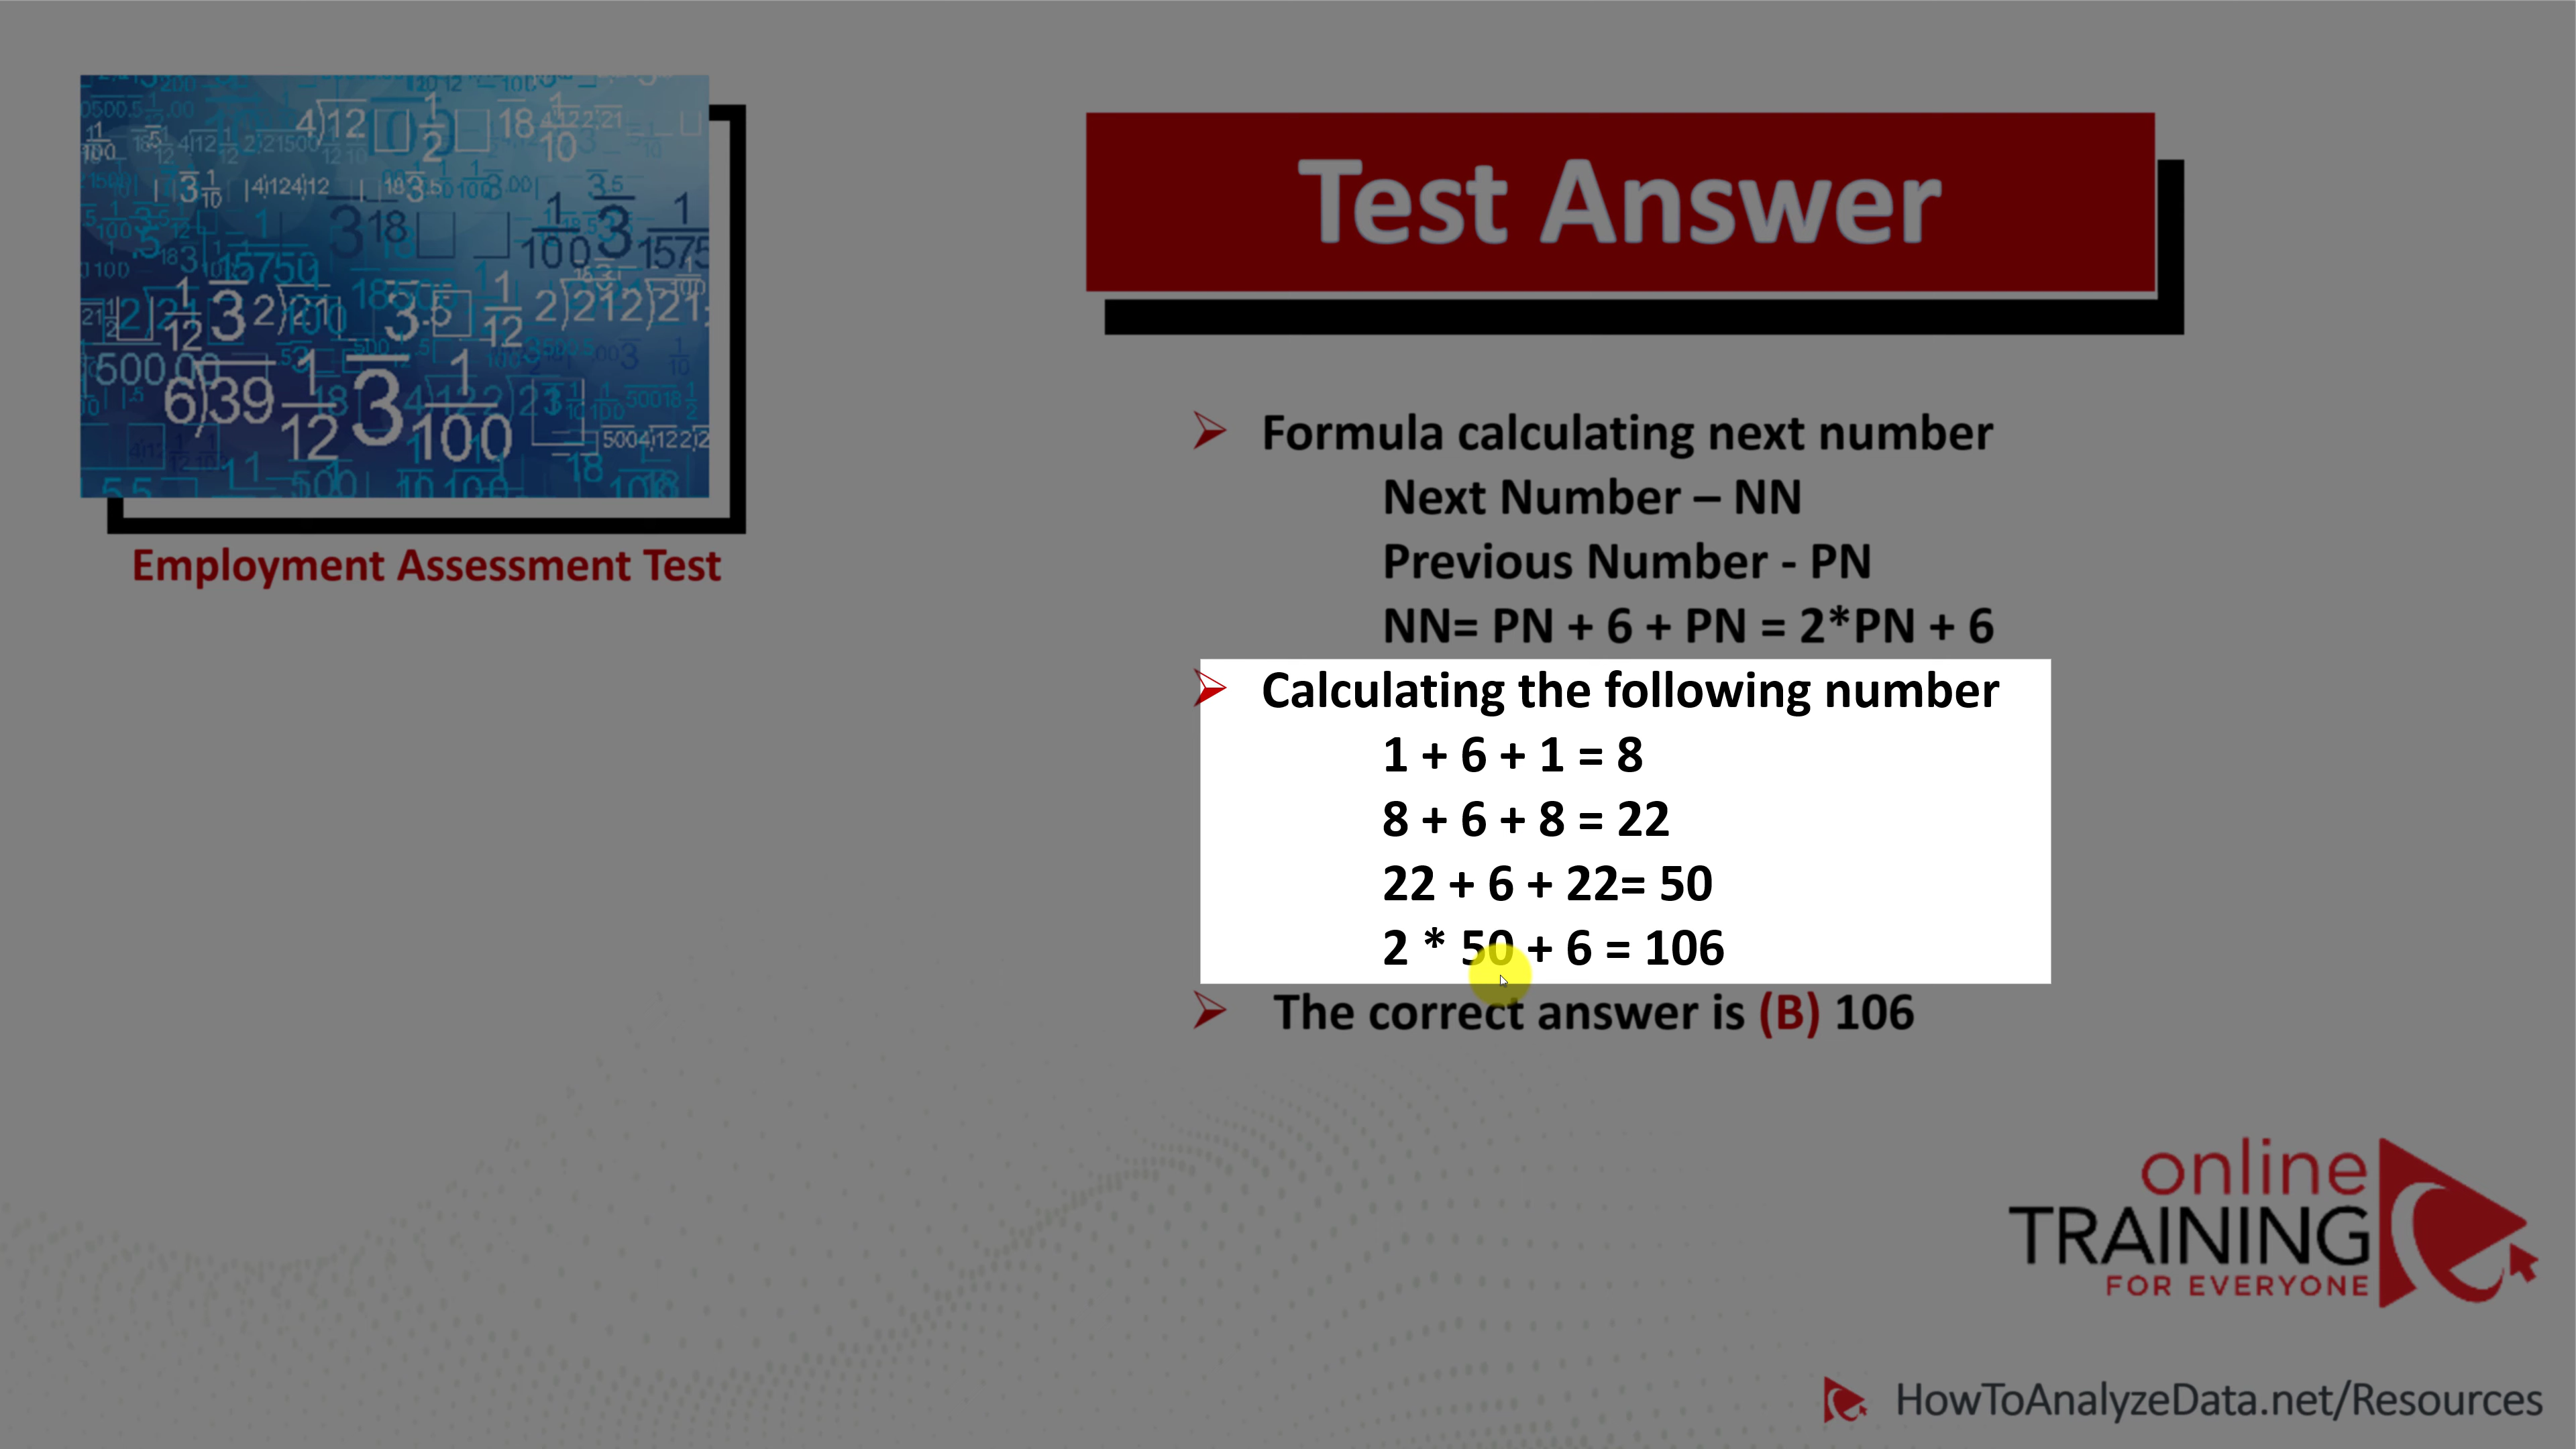 Employment Assessment Test
Test Answer
Formula calculating next number
Next Number – NN
Previous Number - PN
NN= PN + 6 + PN = 2*PN + 6
Calculating the following number
1 + 6 + 1 = 8
8 + 6 + 8 = 22
22 + 6 + 22= 50
2 * 50 + 6 = 106
The correct answer is (B) 106
online
TRAINING
FOR EVERYONE
HowToAnalyzeData.net/Resources